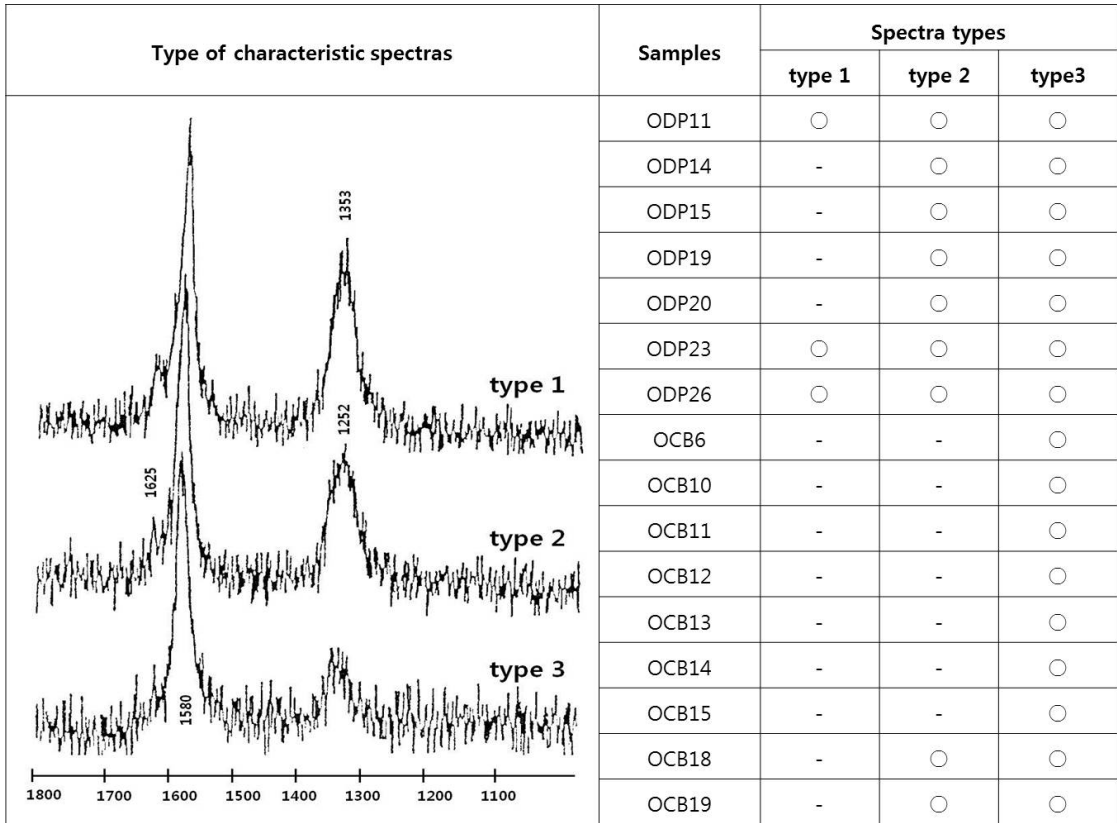 Type of characteristic spectras
Samples
Spectra types
type 1
type 2
type3
1353
type 1
1252
1625
type 2
type 3
1580
1800 1700 1600 1500 1400 1300 1200 1100
ODP11 ○ ○ ○
ODP14 - ○ ○
ODP15 - ○ ○
ODP19 - ○ ○
ODP20 - ○ ○
ODP23 ○ ○ ○
ODP26 ○ ○ ○
OCB6 - - ○
OCB10 - - ○
OCB11 - - ○
OCB12 - - ○
OCB13 - - ○
OCB14 - - ○
OCB15 - - ○
OCB18 - ○ ○
OCB19 - ○ ○